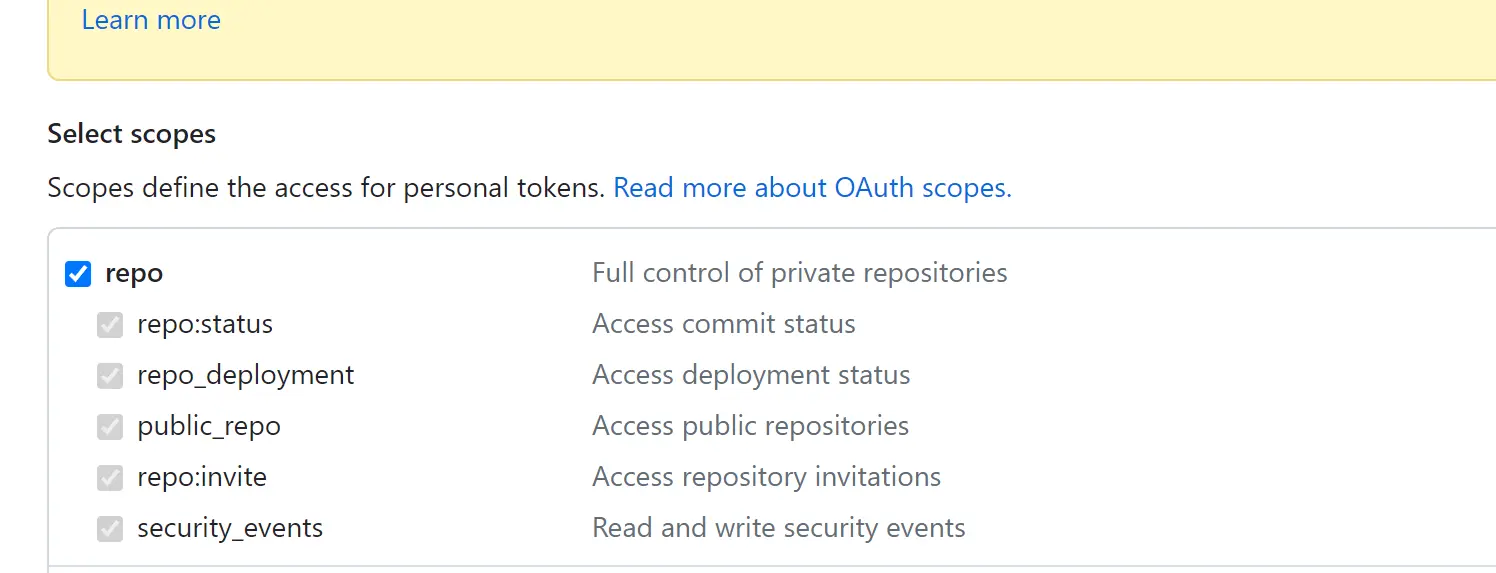 Learn more
Select scopes
Scopes define the access for personal tokens. Read more about OAuth scopes.
repo Full control of private repositories
repo:status Access commit status
repo_deployment Access deployment status
public_repo Access public repositories
repo:invite Access repository invitations
security_events Read and write security events